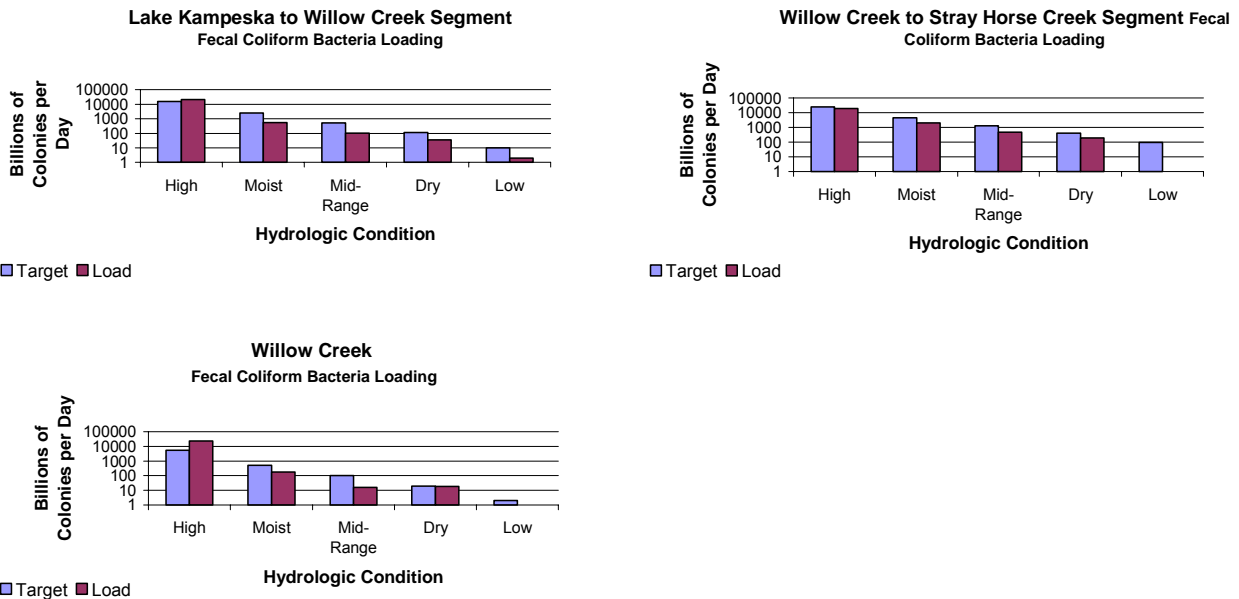 Lake Kampeska to Willow Creek Segment
Fecal Coliform Bacteria Loading
Billions of
Colonies per
Day
100000
10000
1000
100
10
1
High Moist Mid- Dry Low
Range
Hydrologic Condition
Target Load
Willow Creek to Stray Horse Creek Segment Fecal
Coliform Bacteria Loading
Billions of
Colonies per Day
100000
10000
1000
100
10
1
High Moist Mid- Dry Low
Range
Hydrologic Condition
Target Load
Willow Creek
Fecal Coliform Bacteria Loading
Billions of
Colonies per Day
100000
10000
1000
100
10
1
High Moist Mid- Dry Low
Range
Hydrologic Condition
Target Load